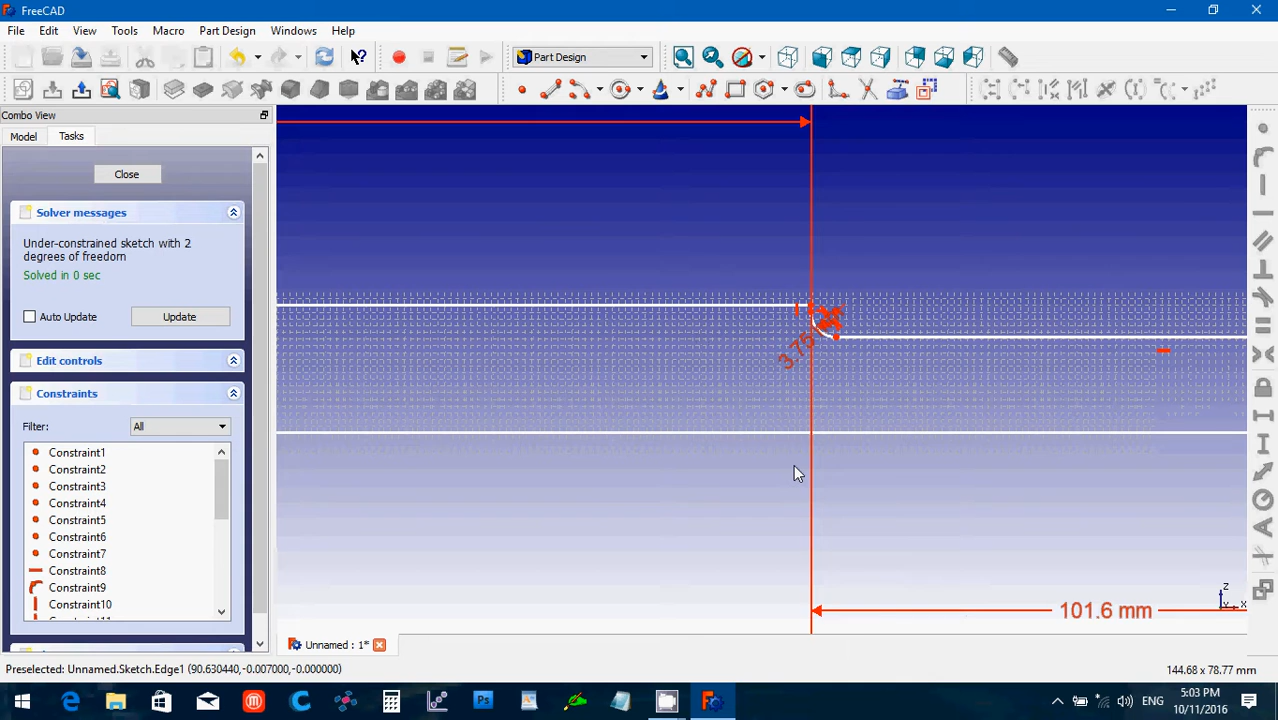 FreeCAD
File Edit View Tools Macro Part Design Windows Help
Part Design
Combo View
Model Tasks
Close
Solver messages
Under-constrained sketch with 2
degrees of freedom
Solved in 0 sec
Auto Update Update
Edit controls
Constraints
Filter: All
Constraint1
Constraint2
Constraint3
Constraint4
Constraint5
Constraint6
Constraint7
Constraint8
Constraint9
Constraint10
101.6 mm
Z
X
Unnamed : 1*
Preselected: Unnamed.Sketch.Edge1 (90.630440,-0.007000,-0.000000)
144.68 x 78.77 mm
Ps
ENG
5:03 PM
10/11/2016